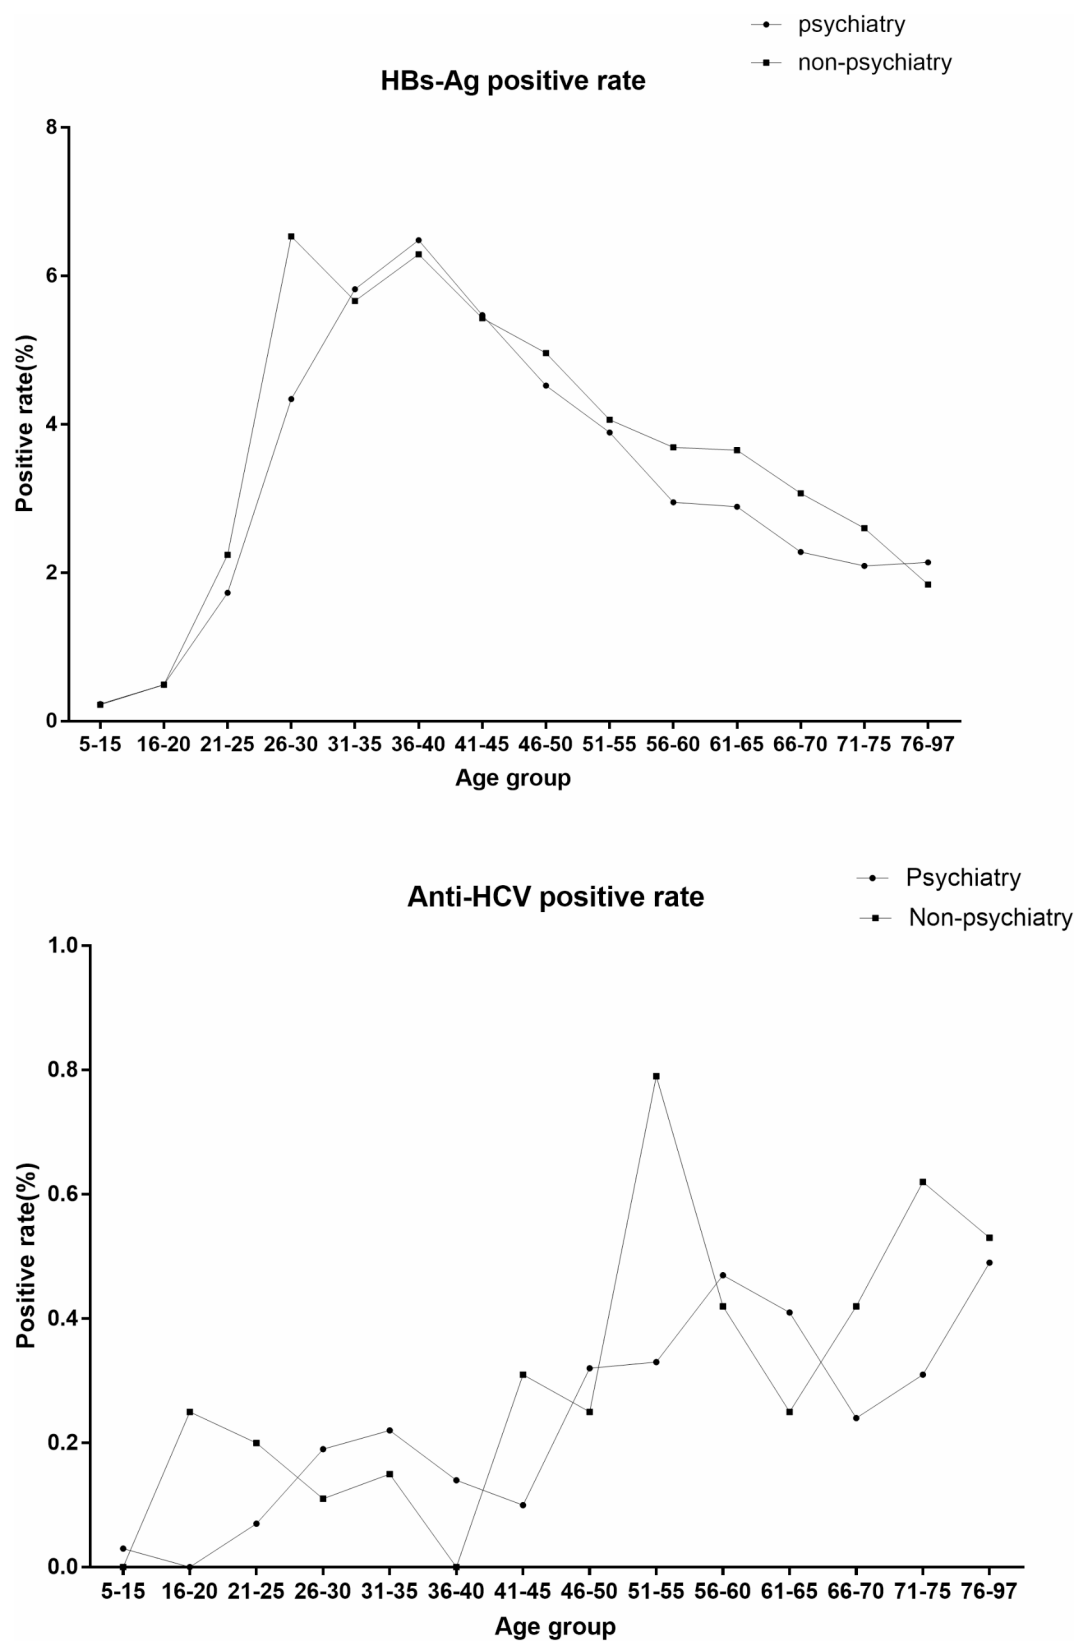 psychiatry
non-psychiatry
HBs-Ag positive rate
8
6
4
2
0
Positive rate(%)
5-15 16-20 21-25 26-30 31-35 36-40 41-45 46-50 51-55 56-60 61-65 66-70 71-75 76-97
Age group
Psychiatry
Non-psychiatry
Anti-HCV positive rate
1.0
0.8
0.6
0.4
0.2
0.0
Positive rate(%)
5-15 16-20 21-25 26-30 31-35 36-40 41-45 46-50 51-55 56-60 61-65 66-70 71-75 76-97
Age group